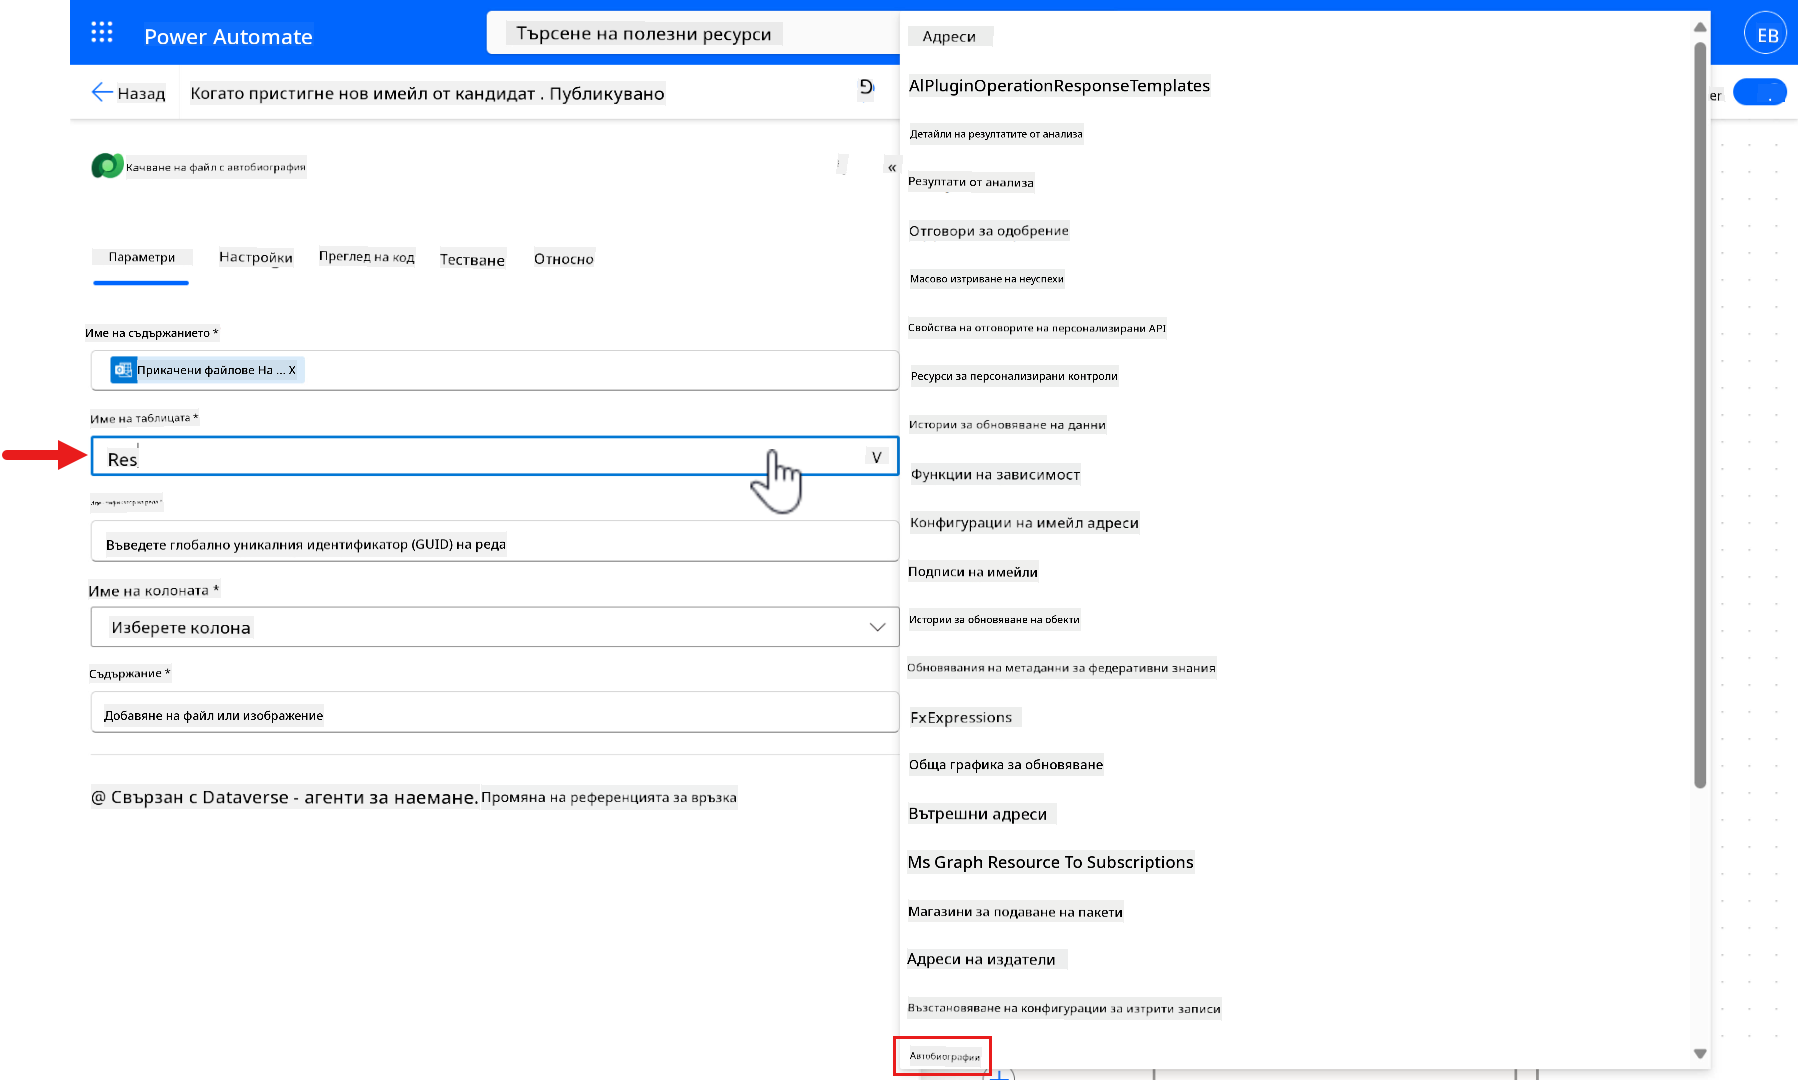 Power Automate
Търсене на полезни ресурси
EB
Назад
Когато пристигне нов имейл от кандидат . Публикувано
er
Качване на файл с автобиография
«
Параметри
Настройки
Преглед на код
Тестване
Относно
Име на съдържанието *
Прикачени файлове На ... X
Име на таблицата *
Res
V
Въведете глобално уникалния идентификатор (GUID) на реда
Име на колоната *
Изберете колона
Съдържание *
Добавяне на файл или изображение
@ Свързан с Dataverse - агенти за наемане. Промяна на референцията за връзка
Адреси
AlPluginOperationResponseTemplates
Детайли на резултатите от анализа
Резултати от анализа
Отговори за одобрение
Масово изтриване на неуспехи
Свойства на отговорите на персонализирани API
Ресурси за персонализирани контроли
Истории за обновяване на данни
Функции на зависимост
Конфигурации на имейл адреси
Подписи на имейли
Истории за обновяване на обекти
Обновявания на метаданни за федеративни знания
FxExpressions
Обща графика за обновяване
Вътрешни адреси
Ms Graph Resource To Subscriptions
Магазини за подаване на пакети
Адреси на издатели
Възстановяване на конфигурации за изтрити записи
Автобиографии